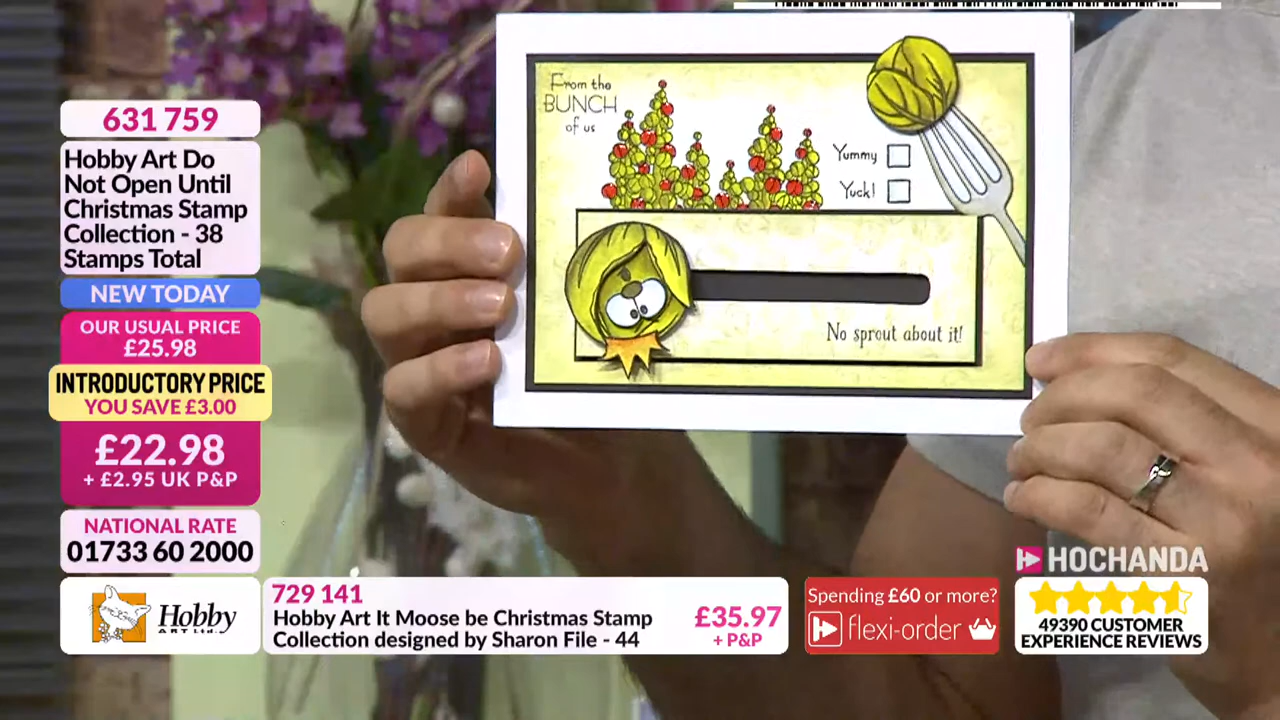 631 759
Hobby Art Do
Not Open Until
Christmas Stamp
Collection - 38
Stamps Total
NEW TODAY
OUR USUAL PRICE
£25.98
INTRODUCTORY PRICE
YOU SAVE £3.00
£22.98
+ £2.95 UK P&P
NATIONAL RATE
01733 60 2000
From the
BUNCH
of us
Yummy
Yuck!
No sprout about it!
Hobby
ART Ltd.
729 141
Hobby Art It Moose be Christmas Stamp
Collection designed by Sharon File - 44
£35.97
+ P&P
Spending £60 or more?
flexi-order
HOCHANDA
49390 CUSTOMER
EXPERIENCE REVIEWS